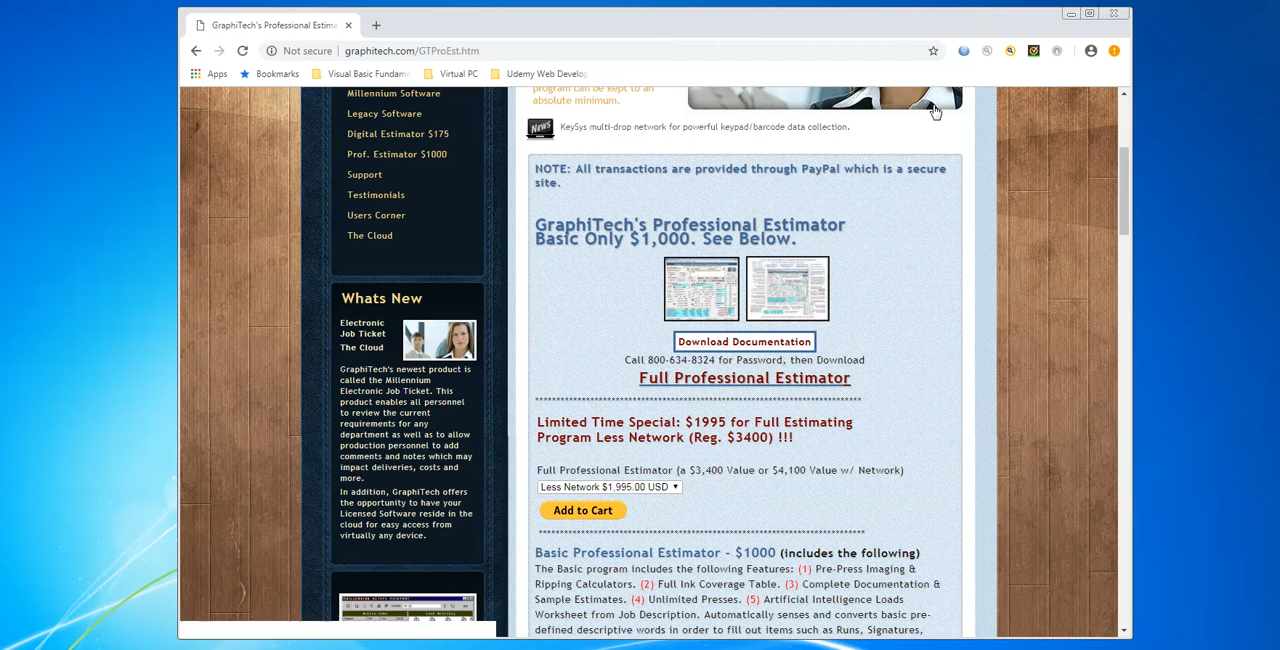 GraphiTech's Professional Estima
Not secure | graphitech.com/GTProEst.htm
Apps Bookmarks Visual Basic Fundam Virtual PC Udemy Web Develo
Millennium Software
Legacy Software
Digital Estimator $175
Prof. Estimator $1000
Support
Testimonials
Users Corner
The Cloud
Whats New
Electronic
Job Ticket
The Cloud
GraphiTech's newest product is
called the Millennium
Electronic Job Ticket. This
product enables all personnel
to review the current
requirements for any
department as well as to allow
production personnel to add
comments and notes which may
impact deliveries, costs and
more.
In addition, GraphiTech offers
the opportunity to have your
Licensed Software reside in the
cloud for easy access from
virtually any device.
program can be kept to an
absolute minimum.
News
KeySys multi-drop network for powerful keypad/barcode data collection.
NOTE: All transactions are provided through PayPal which is a secure
site.
GraphiTech's Professional Estimator
Basic Only $1,000. See Below.
Download Documentation
Call 800-634-8324 for Password, then Download
Full Professional Estimator
Limited Time Special: $1995 for Full Estimating
Program Less Network (Reg. $3400) !!!
Full Professional Estimator (a $3,400 Value or $4,100 Value w/ Network)
Less Network $1,995.00 USD
Add to Cart
Basic Professional Estimator - $1000 (includes the following)
The Basic program includes the following Features: (1) Pre-Press Imaging &
Ripping Calculators. (2) Full Ink Coverage Table. (3) Complete Documentation &
Sample Estimates. (4) Unlimited Presses. (5) Artificial Intelligence Loads
Worksheet from Job Description. Automatically senses and converts basic pre-
defined descriptive words in order to fill out items such as Runs, Signatures,